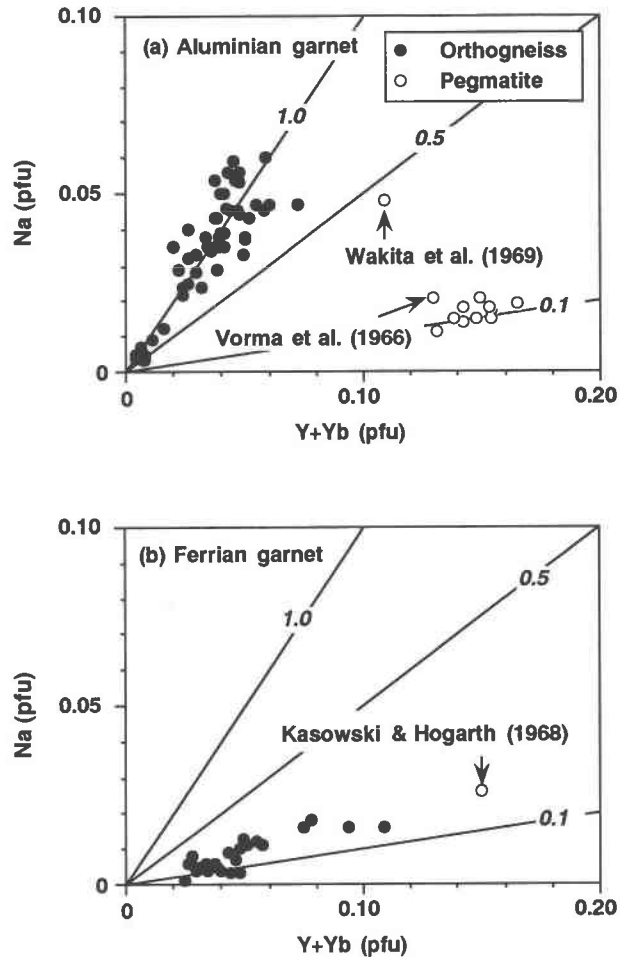 0.10
(a) Aluminian garnet
Orthogneiss
Pegmatite
1.0
0.5
0.05
Na (pfu)
Wakita et al. (1969)
0.1
Vorma et al. (1966)
0
0 0.10 0.20
Y+Yb (pfu)
0.10
(b) Ferrian garnet
0.5
1.0
0.05
Na (pfu)
Kasowski & Hogarth (1968)
0.1
0
0 0.10 0.20
Y+Yb (pfu)